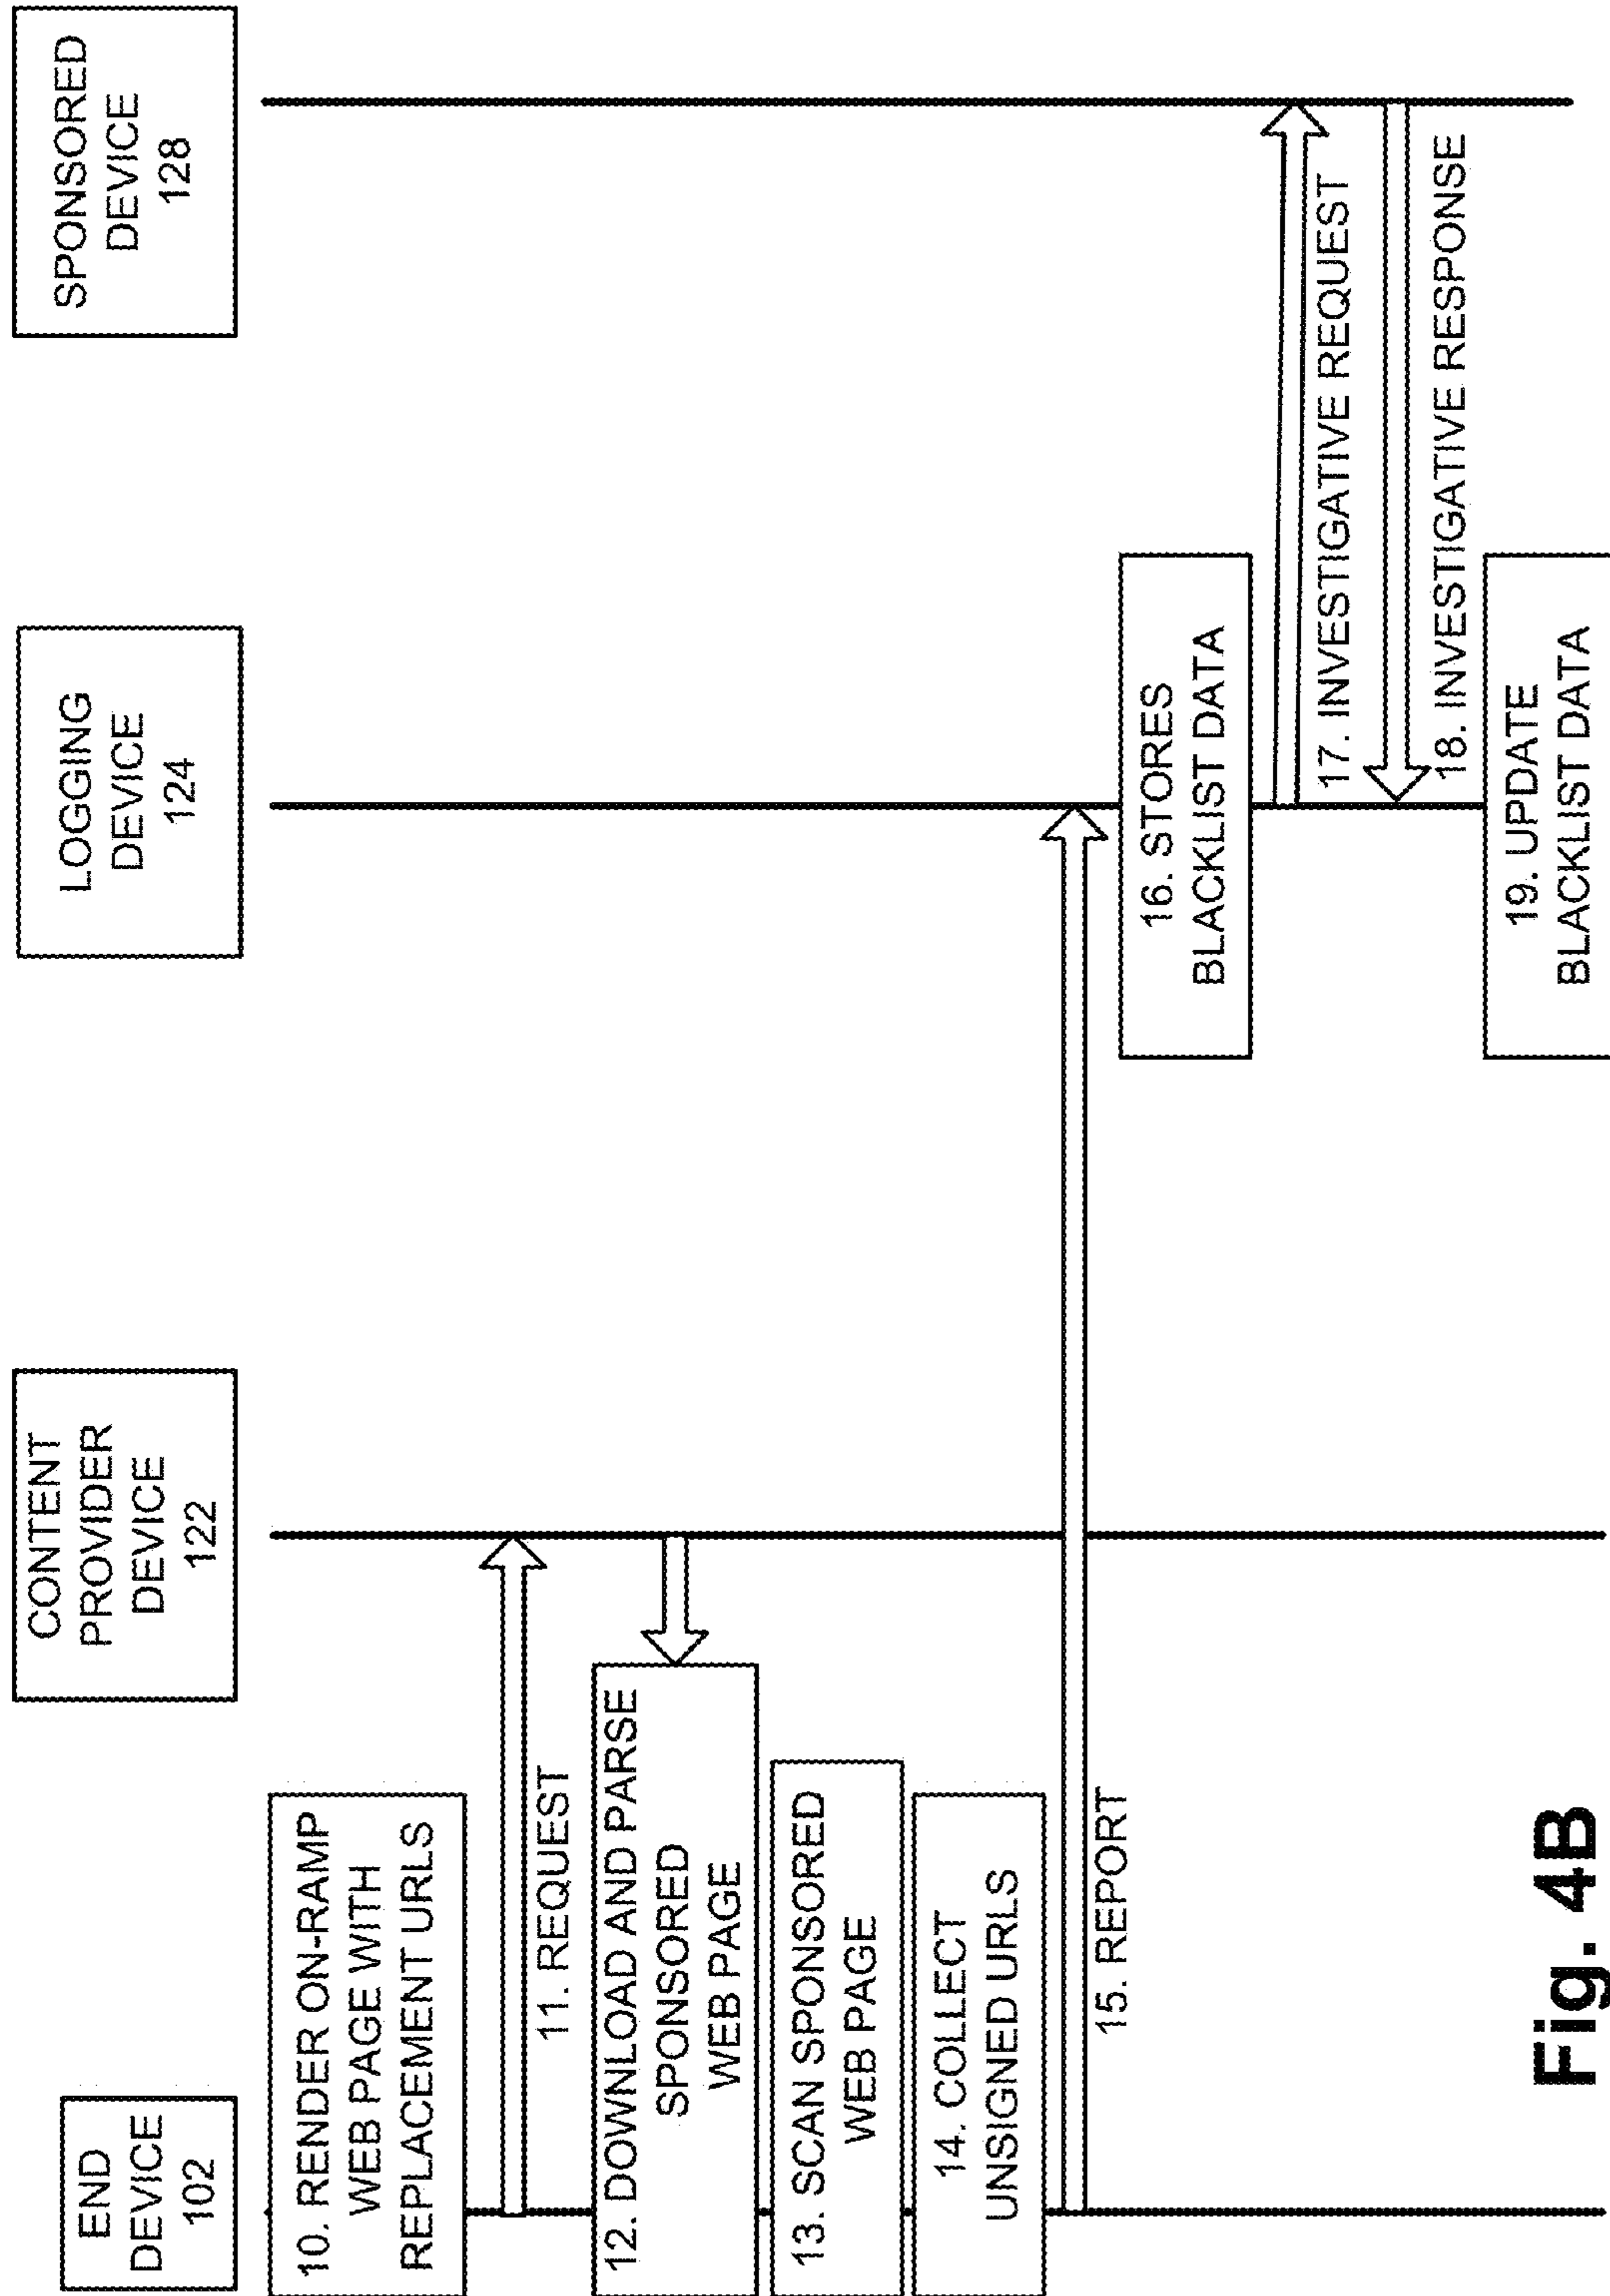 END
DEVICE
102
CONTENT
PROVIDER
DEVICE
122
LOGGING
DEVICE
124
SPONSORED
DEVICE
128
10. RENDER ON-RAMP
WEB PAGE WITH
REPLACEMENT URLS
11. REQUEST
12. DOWNLOAD AND PARSE
SPONSORED
WEB PAGE
13. SCAN SPONSORED
WEB PAGE
14. COLLECT
UNSIGNED URLS
15. REPORT
16. STORES
BLACKLIST DATA
17. INVESTIGATIVE REQUEST
18. INVESTIGATIVE RESPONSE
19. UPDATE
BLACKLIST DATA
Fig. 4B